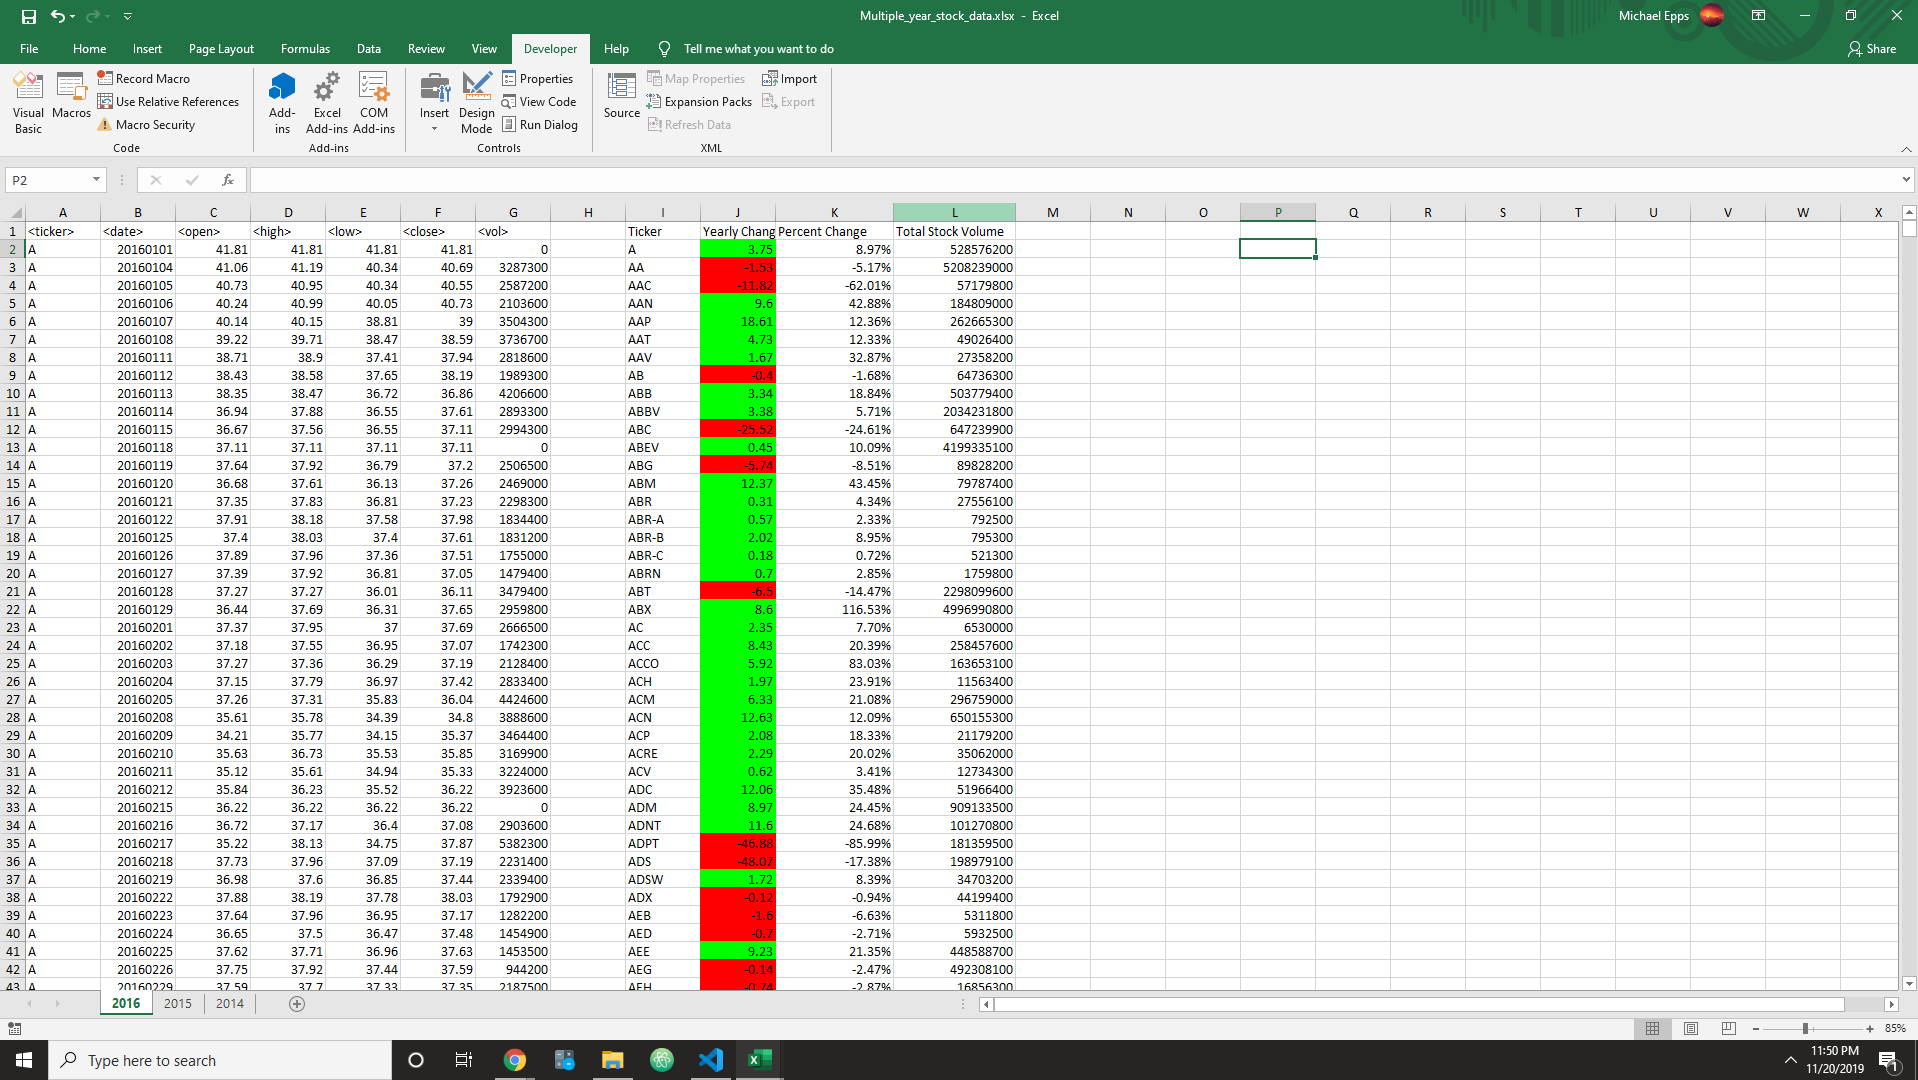 Multiple_year_stock_data.xlsx - Excel
Michael Epps
File Home Insert Page Layout Formulas Data Review View Developer Help Tell me what you want to do Share
Visual Basic
Macros
Record Macro
Use Relative References
Macro Security
Code
Add-ins
Excel Add-ins
COM Add-ins
Add-ins
Insert
Design Mode
Properties
View Code
Run Dialog
Controls
Source
Map Properties
Expansion Packs
Refresh Data
Import
Export
XML
P2
fx
A B C D E F G H I J K L M N O P Q R S T U V W X
1 <ticker> <date> <open> <high> <low> <close> <vol> Ticker Yearly Chang Percent Change Total Stock Volume
2 A 20160101 41.81 41.81 41.81 41.81 0 A 3.75 8.97% 528576200
3 A 20160104 41.06 41.19 40.34 40.69 3287300 AA -1.53 -5.17% 5208239000
4 A 20160105 40.73 40.95 40.34 40.55 2587200 AAC -11.82 -62.01% 57179800
5 A 20160106 40.24 40.99 40.05 40.73 2103600 AAN 9.6 42.88% 184809000
6 A 20160107 40.14 40.15 38.81 39 3504300 AAP 18.61 12.36% 262665300
7 A 20160108 39.22 39.71 38.47 38.59 3736700 AAT 4.73 12.33% 49026400
8 A 20160111 38.71 38.9 37.41 37.94 2818600 AAV 1.67 32.87% 27358200
9 A 20160112 38.43 38.58 37.65 38.19 1989300 AB -0.4 -1.68% 64736300
10 A 20160113 38.35 38.47 36.72 36.86 4206600 ABB 3.34 18.84% 503779400
11 A 20160114 36.94 37.88 36.55 37.61 2893300 ABBV 3.38 5.71% 2034231800
12 A 20160115 36.67 37.56 36.55 37.11 2994300 ABC -25.52 -24.61% 647239900
13 A 20160118 37.11 37.11 37.11 37.11 0 ABEV 0.45 10.09% 4199335100
14 A 20160119 37.64 37.92 36.79 37.2 2506500 ABG -5.74 -8.51% 89828200
15 A 20160120 36.68 37.61 36.13 37.26 2469000 ABM 12.37 43.45% 79787400
16 A 20160121 37.35 37.83 36.81 37.23 2298300 ABR 0.31 4.34% 27556100
17 A 20160122 37.91 38.18 37.58 37.98 1834400 ABR-A 0.57 2.33% 792500
18 A 20160125 37.4 38.03 37.4 37.61 1831200 ABR-B 2.02 8.95% 795300
19 A 20160126 37.89 37.96 37.36 37.51 1755000 ABR-C 0.18 0.72% 521300
20 A 20160127 37.39 37.92 36.81 37.05 1479400 ABRN 0.7 2.85% 1759800
21 A 20160128 37.27 37.27 36.01 36.11 3479400 ABT -6.5 -14.47% 2298099600
22 A 20160129 36.44 37.69 36.31 37.65 2959800 ABX 8.6 116.53% 4996990800
23 A 20160201 37.37 37.95 37 37.69 2666500 AC 2.35 7.70% 6530000
24 A 20160202 37.18 37.55 36.95 37.07 1742300 ACC 8.43 20.39% 258457600
25 A 20160203 37.27 37.36 36.29 37.19 2128400 ACCO 5.92 83.03% 163653100
26 A 20160204 37.15 37.79 36.97 37.42 2833400 ACH 1.97 23.91% 11563400
27 A 20160205 37.26 37.31 35.83 36.04 4424600 ACM 6.33 21.08% 296759000
28 A 20160208 35.61 35.78 34.39 34.8 3888600 ACN 12.63 12.09% 650155300
29 A 20160209 34.21 35.77 34.15 35.37 3464400 ACP 2.08 18.33% 21179200
30 A 20160210 35.63 36.73 35.53 35.85 3169900 ACRE 2.29 20.02% 35062000
31 A 20160211 35.12 35.61 34.94 35.33 3224000 ACV 0.62 3.41% 12734300
32 A 20160212 35.84 36.23 35.52 36.22 3923600 ADC 12.06 35.48% 51966400
33 A 20160215 36.22 36.22 36.22 36.22 0 ADM 8.97 24.45% 909133500
34 A 20160216 36.72 37.17 36.4 37.08 2903600 ADNT 11.6 24.68% 101270800
35 A 20160217 35.22 38.13 34.75 37.87 5382300 ADPT -46.88 -85.99% 181359500
36 A 20160218 37.73 37.96 37.09 37.19 2231400 ADS -48.07 -17.38% 198979100
37 A 20160219 36.98 37.6 36.85 37.44 2339400 ADSW 1.72 8.39% 34703200
38 A 20160222 37.88 38.19 37.78 38.03 1792900 ADX -0.12 -0.94% 44199400
39 A 20160223 37.64 37.96 36.95 37.17 1282200 AEB -1.6 -6.63% 5311800
40 A 20160224 36.65 37.5 36.47 37.48 1454900 AED -0.7 -2.71% 5932500
41 A 20160225 37.62 37.71 36.96 37.63 1453500 AEE 9.23 21.35% 448588700
42 A 20160226 37.75 37.92 37.44 37.59 944200 AEG -0.14 -2.47% 492308100
43 A 20160229 37.59 37.7 37.33 37.35 2187500 AEH -0.74 -2.87% 16856300
2016 2015 2014
85%
Type here to search
11:50 PM
11/20/2019
1